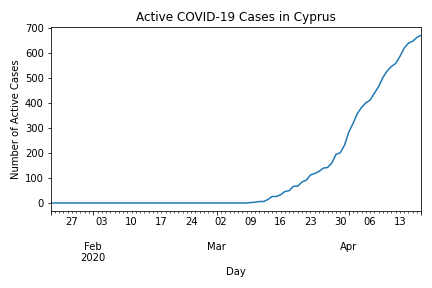 Active COVID-19 Cases in Cyprus
Number of Active Cases
700
600
500
400
300
200
100
0
27 03 10 17 24 02 09 16 23 30 06 13
Feb Mar Apr
2020
Day